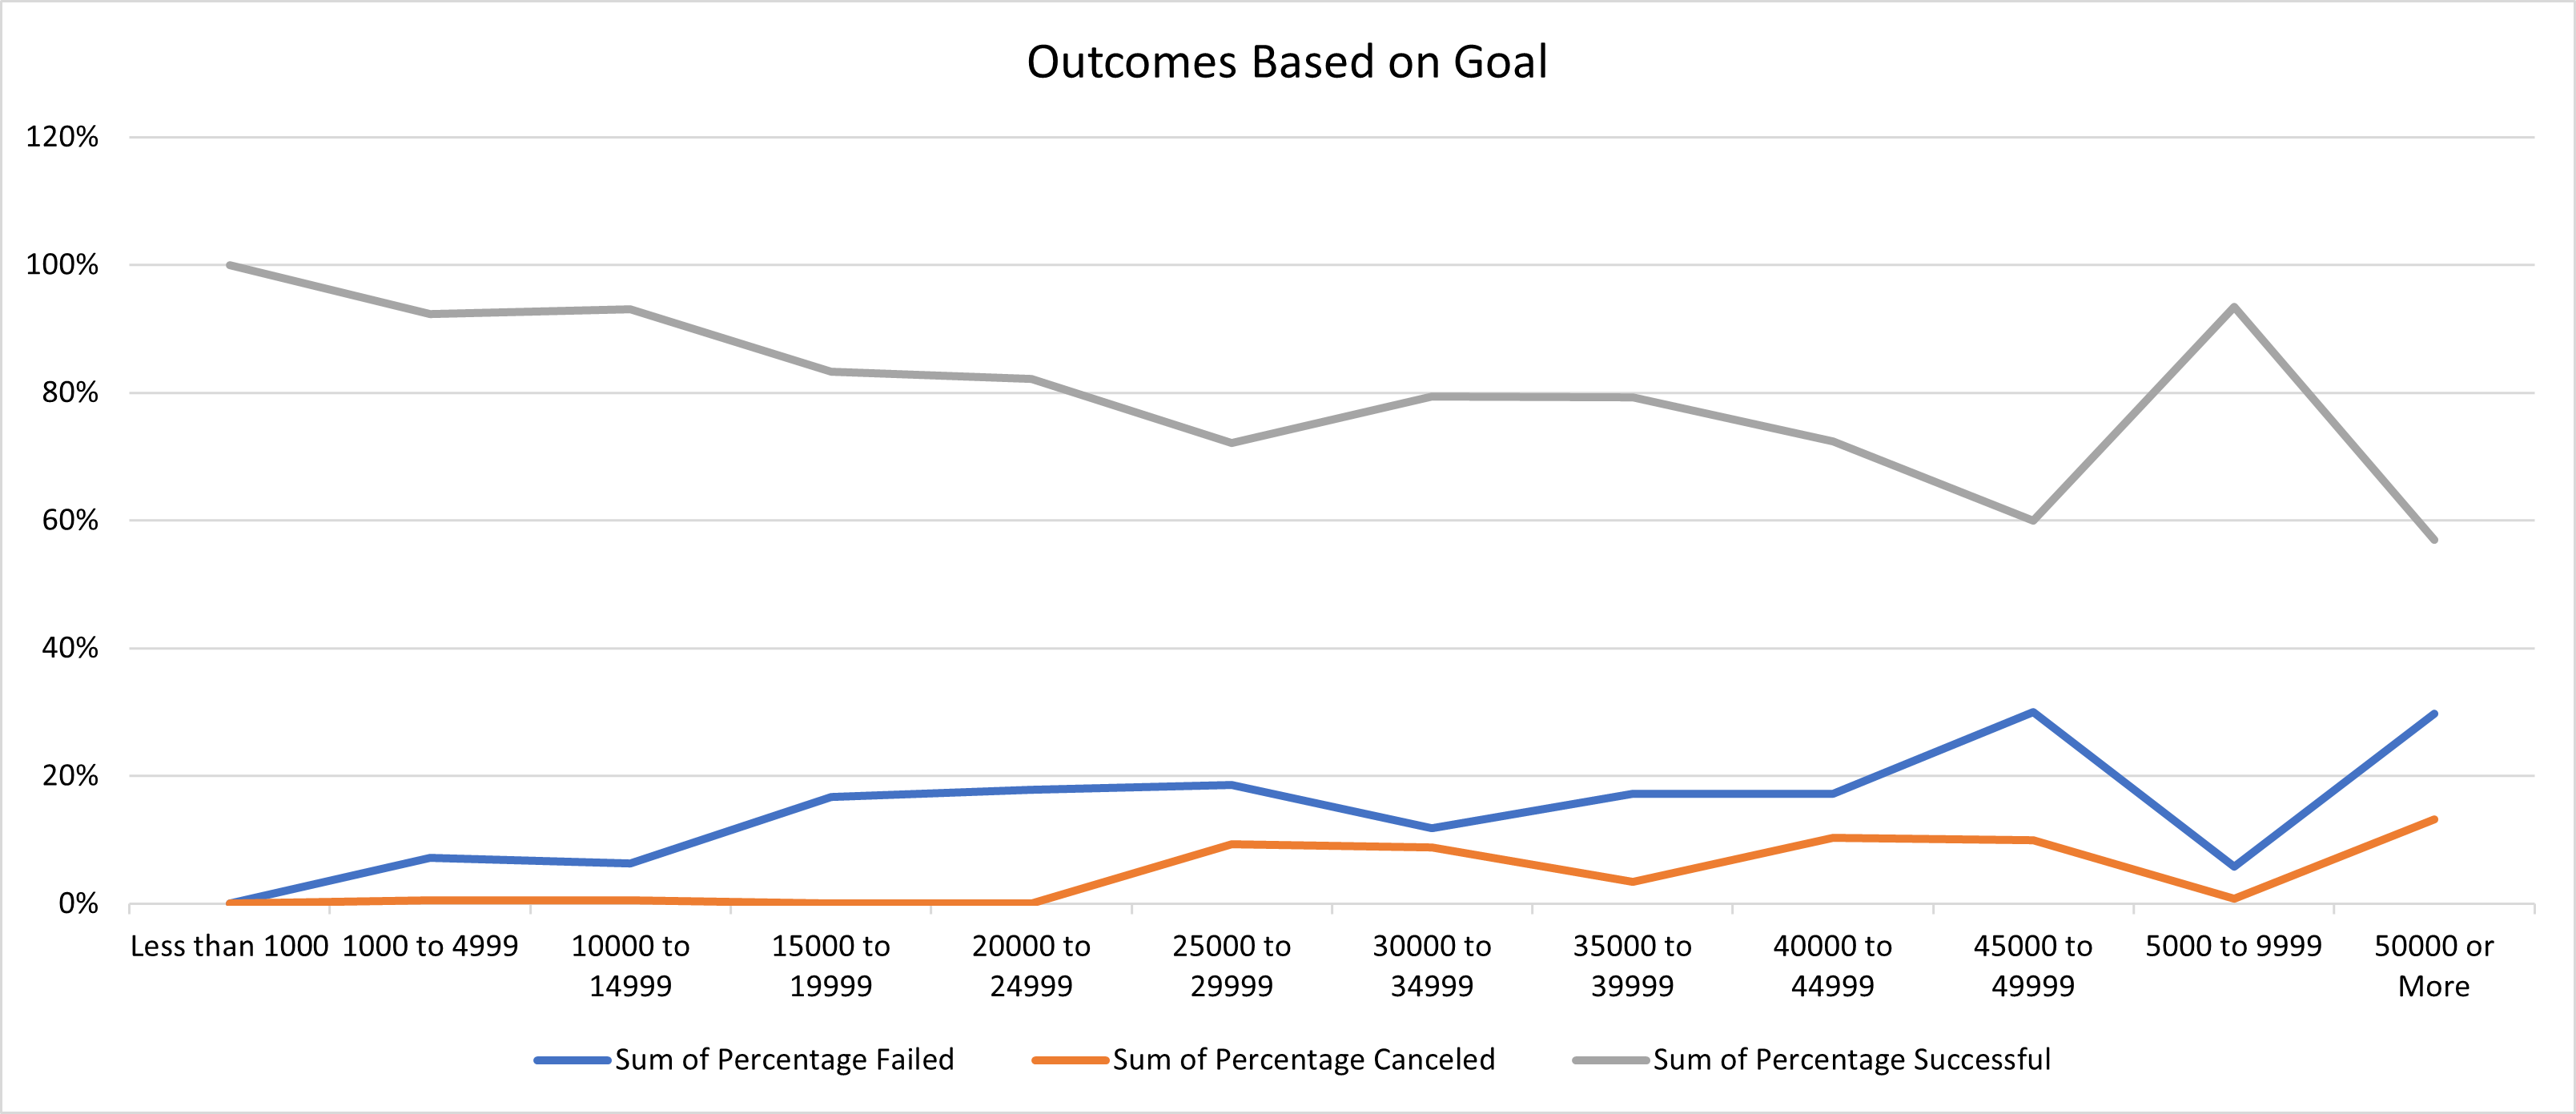 Outcomes Based on Goal
120%
100%
80%
60%
40%
20%
0%
Less than 1000 1000 to 4999 10000 to 15000 to 20000 to 25000 to 30000 to 35000 to 40000 to 45000 to 5000 to 9999 50000 or
14999 19999 24999 29999 34999 39999 44999 49999 More
Sum of Percentage Failed Sum of Percentage Canceled Sum of Percentage Successful